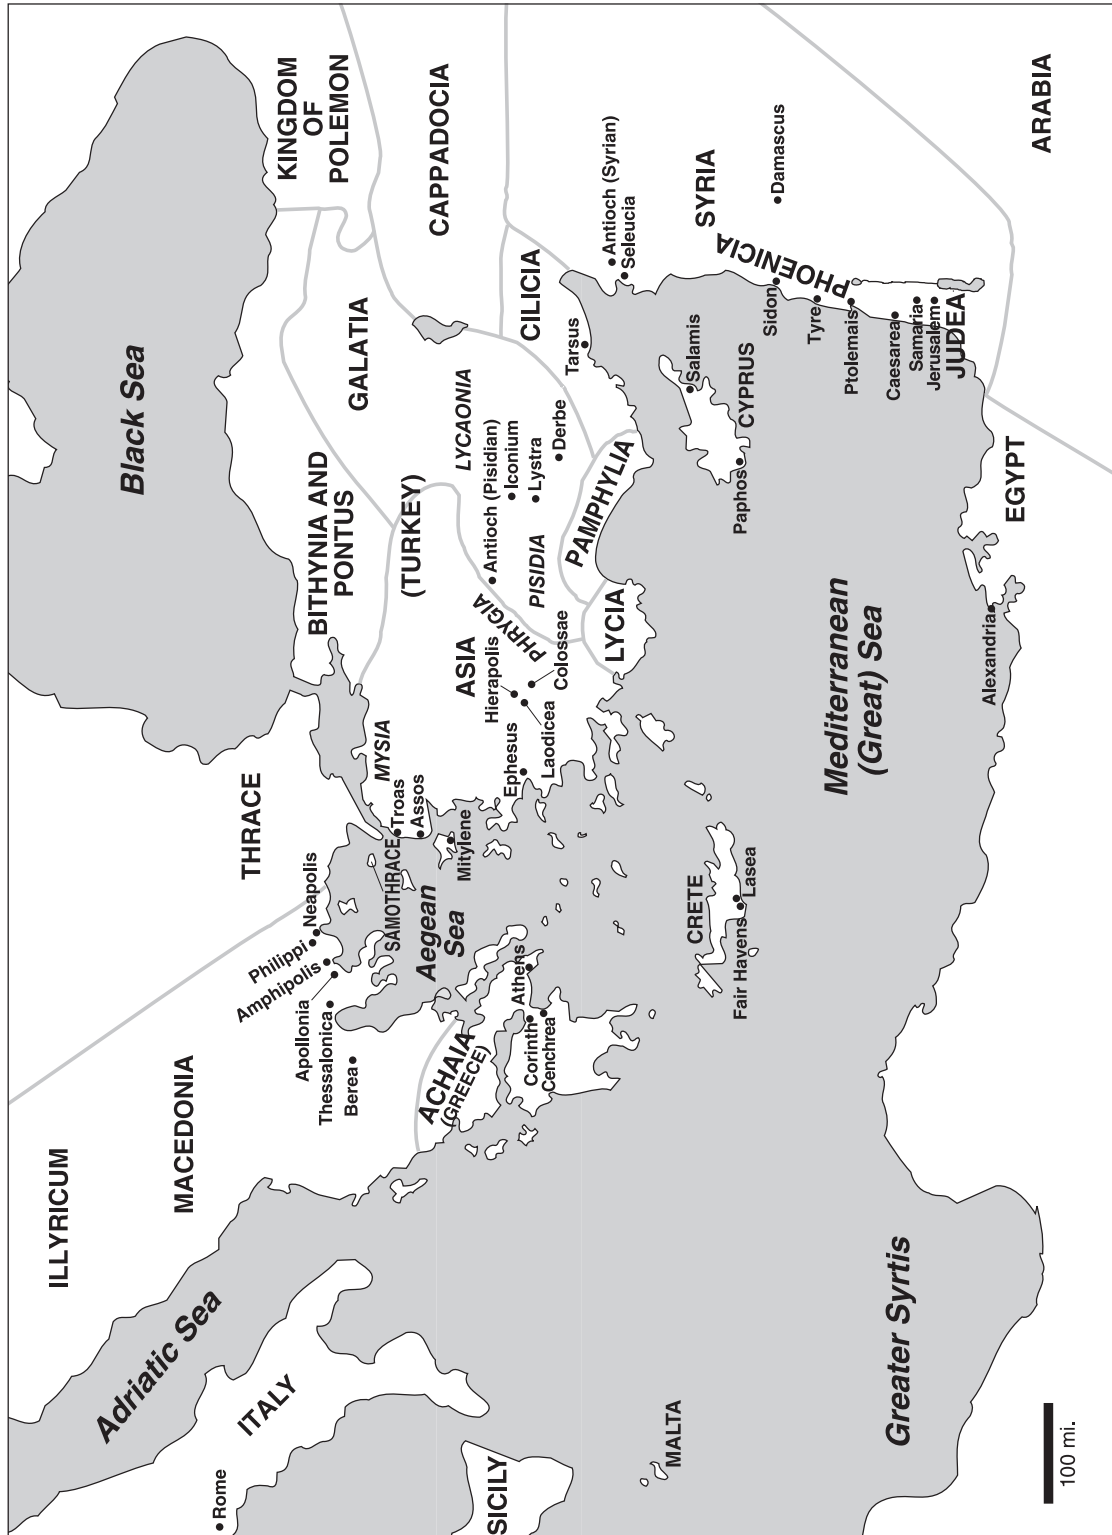 Black Sea
KINGDOM
OF
POLEMON
CAPPADOCIA
GALATIA
BITHYNIA AND
PONTUS
(TURKEY)
THRACE
ILLYRICUM
MACEDONIA
Adriatic Sea
ITALY
Rome
SICILY
MALTA
Neapolis
Philippi
Amphipolis
Apollonia
Thessalonica
Berea
SAMOTHRACE
Aegean
Sea
MYSIA
Troas
Assos
Mitylene
ACHAIA
(GREECE)
Athens
Corinth
Cenchrea
ASIA
PHRYGIA
Hierapolis
Colossae
Laodicea
Ephesus
LYCAONIA
Antioch (Pisidian)
Iconium
Lystra
Derbe
PISIDIA
PAMPHYLIA
LYCIA
CILICIA
Tarsus
Antioch (Syrian)
Seleucia
SYRIA
Damascus
PHOENICIA
Sidon
Tyre
Ptolemais
Caesarea
Samaria
Jerusalem
JUDEA
ARABIA
Salamis
CYPRUS
Paphos
CRETE
Lasea
Fair Havens
Mediterranean
(Great) Sea
EGYPT
Alexandria
Greater Syrtis
100 mi.